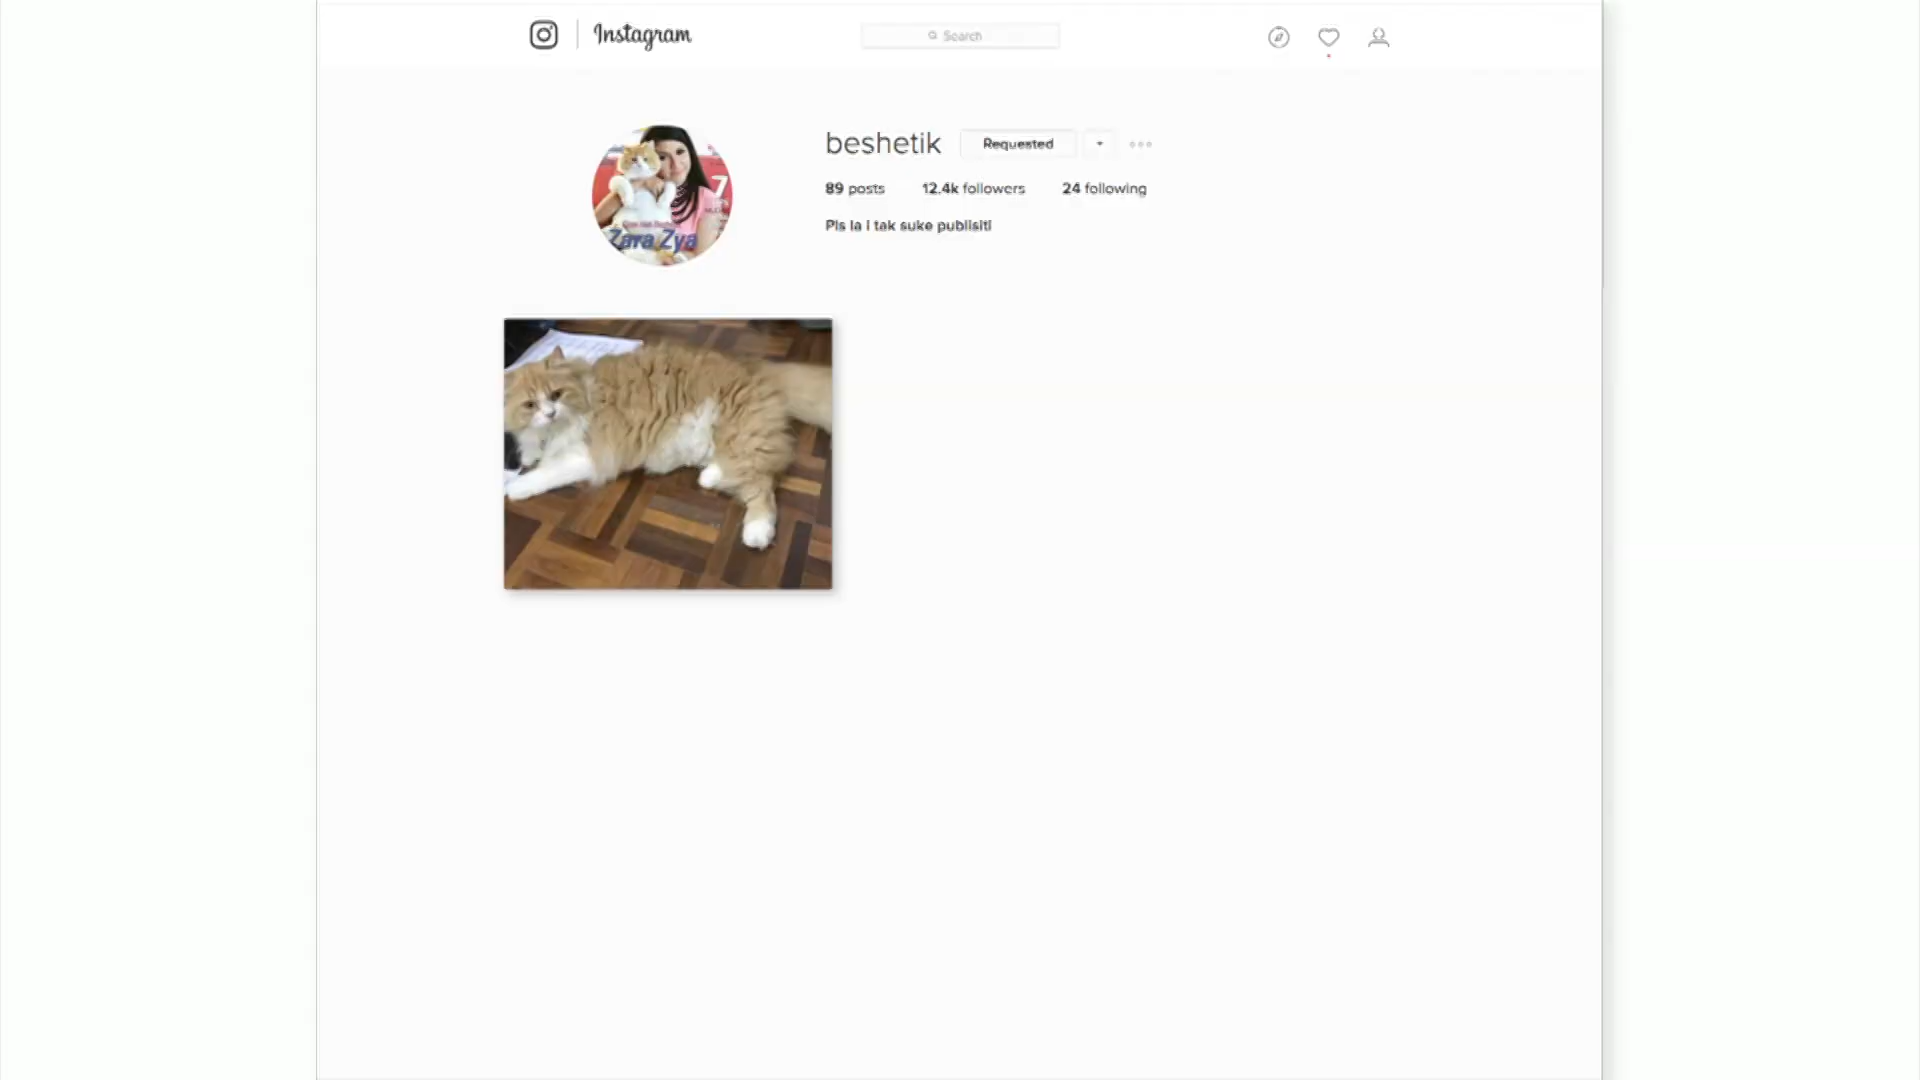 Instagram
Search
beshetik
Requested
89 posts
12.4k followers
24 following
Pls la i tak suke publisiti
7
Zara Zya